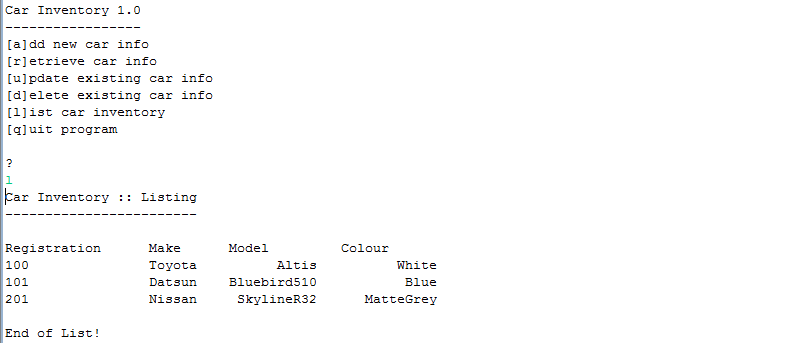 Car Inventory 1.0
-----------------
[a]dd new car info
[r]etrieve car info
[u]pdate existing car info
[d]elete existing car info
[l]ist car inventory
[q]uit program
?
l
Car Inventory :: Listing
------------------------
Registration      Make      Model         Colour
100               Toyota          Altis          White
101               Datsun    Bluebird510           Blue
201               Nissan     SkylineR32      MatteGrey
End of List!